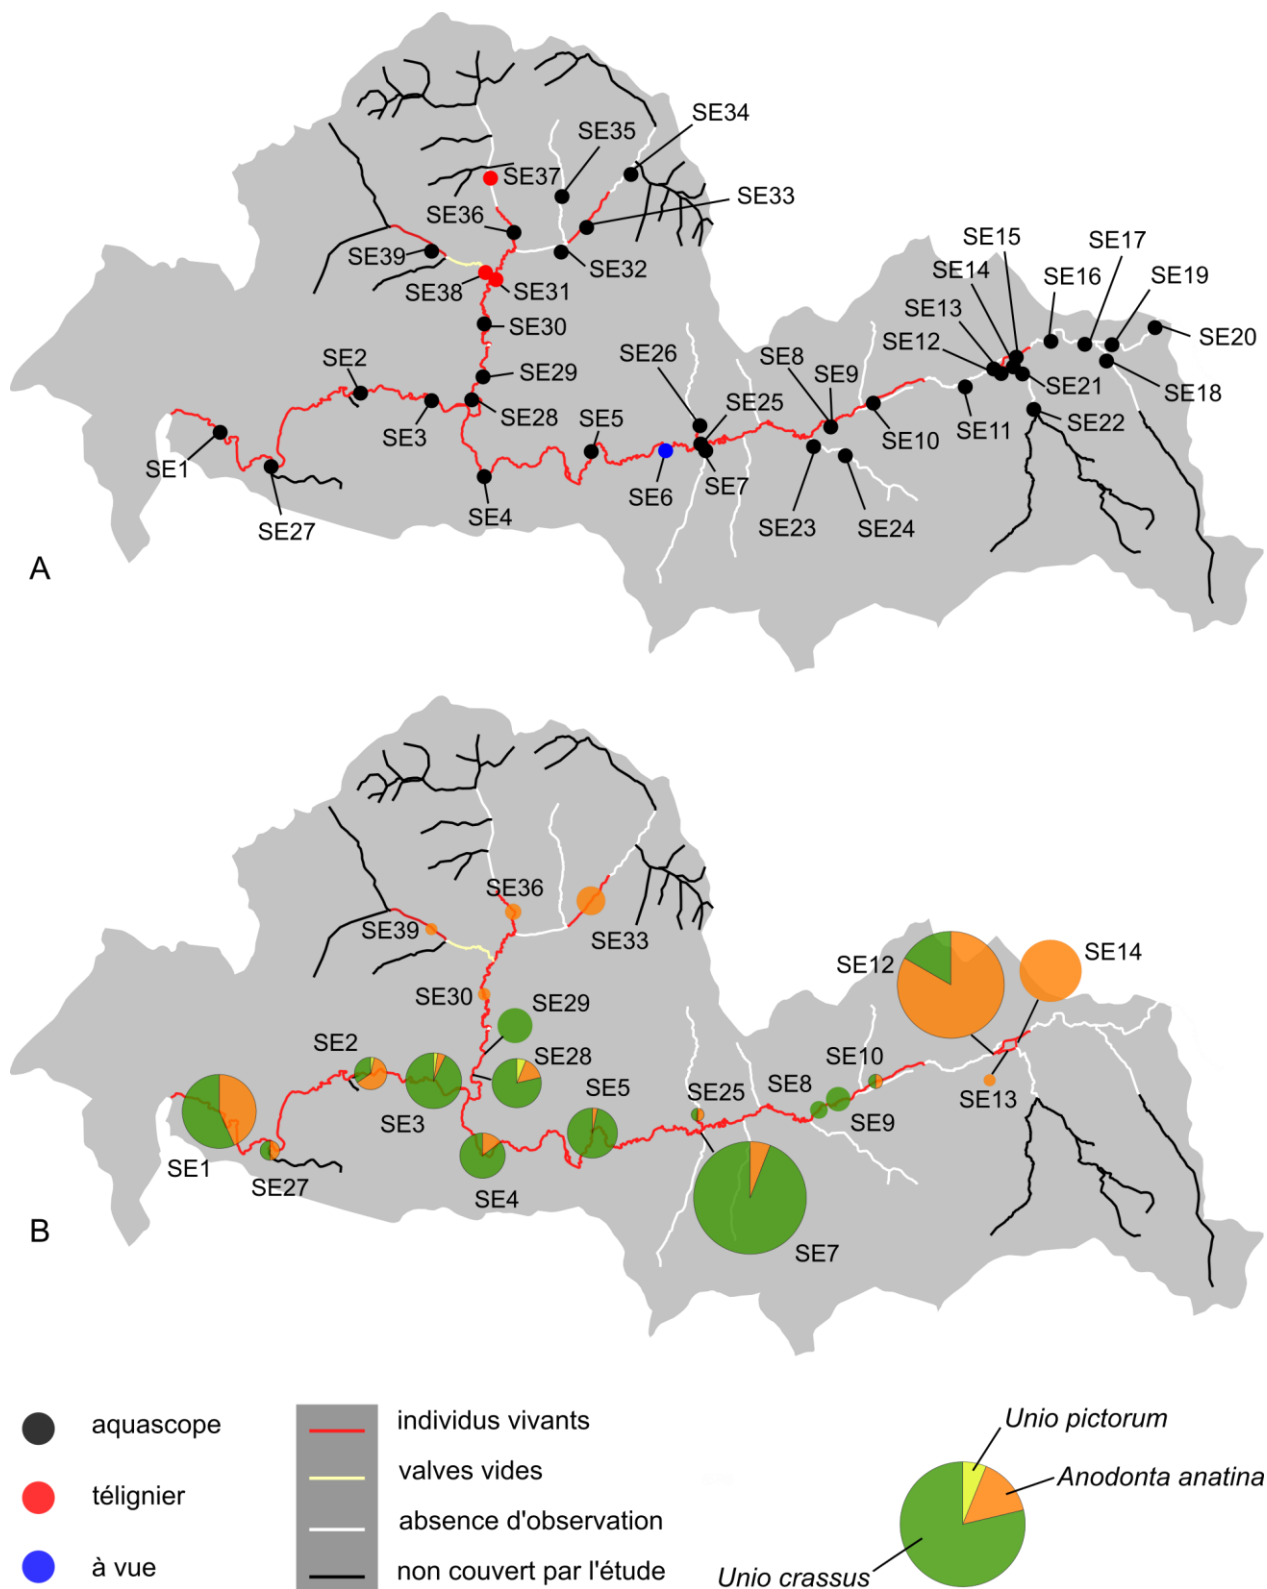 SE34
SE35
SE37
SE33
SE36
SE39
SE32
SE38
SE31
SE30
SE15
SE17
SE14
SE16
SE19
SE13
SE20
SE26
SE8
SE12
SE2
SE29
SE9
SE25
SE21
SE18
SE28
SE5
SE3
SE10
SE11
SE22
SE1
SE6
SE7
SE27
SE4
SE23
SE24
A
SE36
SE39
SE33
SE12
SE14
SE30
SE29
SE2
SE28
SE10
SE5
SE25
SE8
SE13
SE3
SE9
SE1
SE27
SE4
B
SE7
aquascope
télignier
à vue
individus vivants
valves vides
absence d'observation
non couvert par l'étude
Unio pictorum
Anodonta anatina
Unio crassus